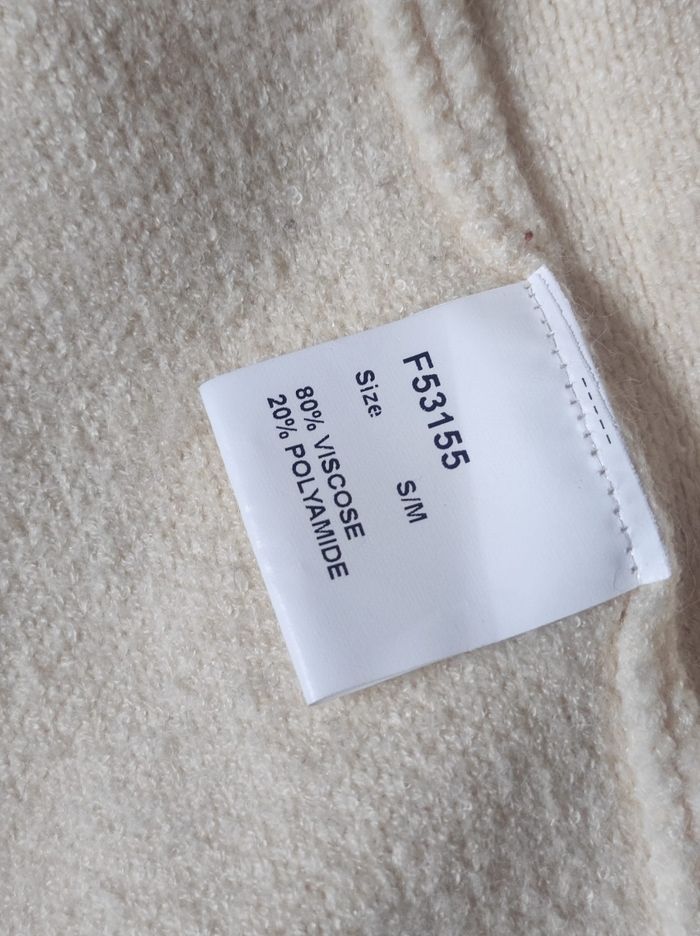 F53155
Size S/M
80% VISCOSE
20% POLYAMIDE